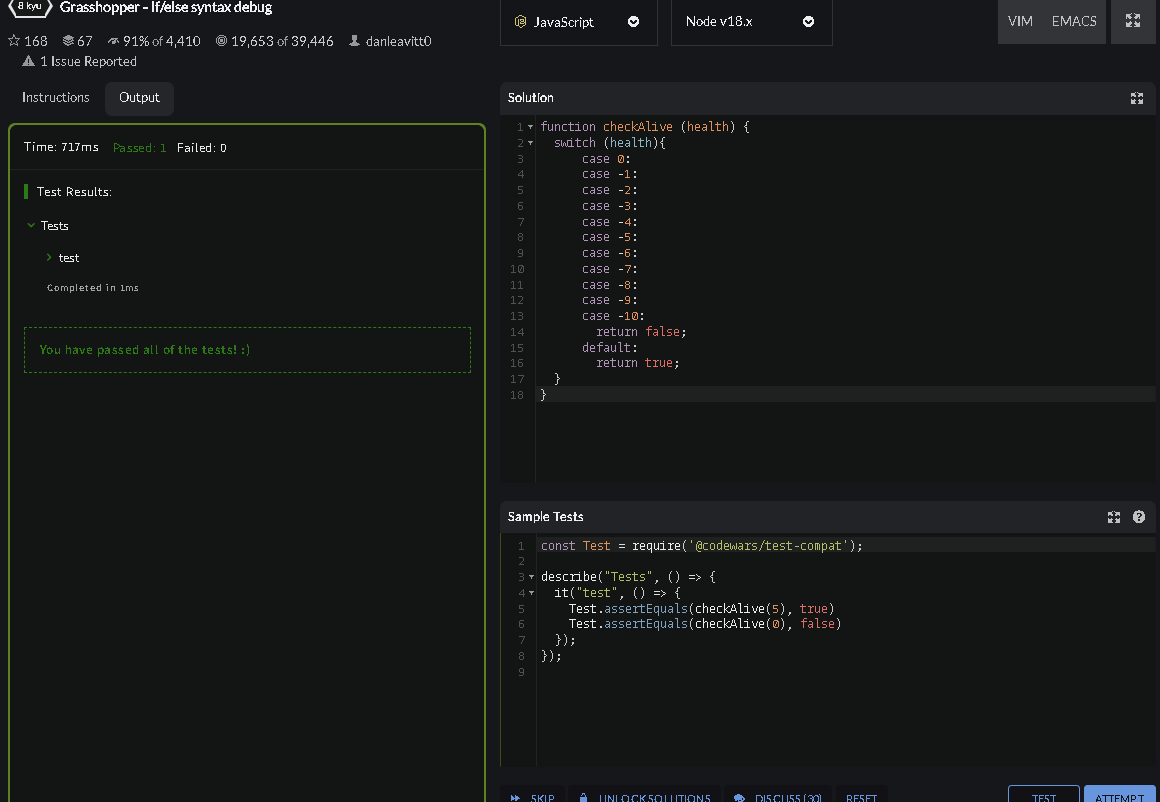 8 kyu
Grasshopper - If/else syntax debug
168 67 91% of 4,410 19,653 of 39,446 danleavitt0
1 Issue Reported
Instructions Output
Time: 717ms Passed: 1 Failed: 0
Test Results:
Tests
test
Completed in 1ms
You have passed all of the tests! :)
JavaScript
Node v18.x
VIM EMACS
Solution
1 function checkAlive (health) {
2 switch (health){
3 case 0:
4 case -1:
5 case -2:
6 case -3:
7 case -4:
8 case -5:
9 case -6:
10 case -7:
11 case -8:
12 case -9:
13 case -10:
14 return false;
15 default:
16 return true;
17 }
18 }
Sample Tests
1 const Test = require('@codewars/test-compat');
2
3 describe("Tests", () => {
4 it("test", () => {
5 Test.assertEquals(checkAlive(5), true)
6 Test.assertEquals(checkAlive(0), false)
7 });
8 });
9
SKIP UNLOCK SOLUTIONS DISCUSS (30) RESET TEST ATTEMPT